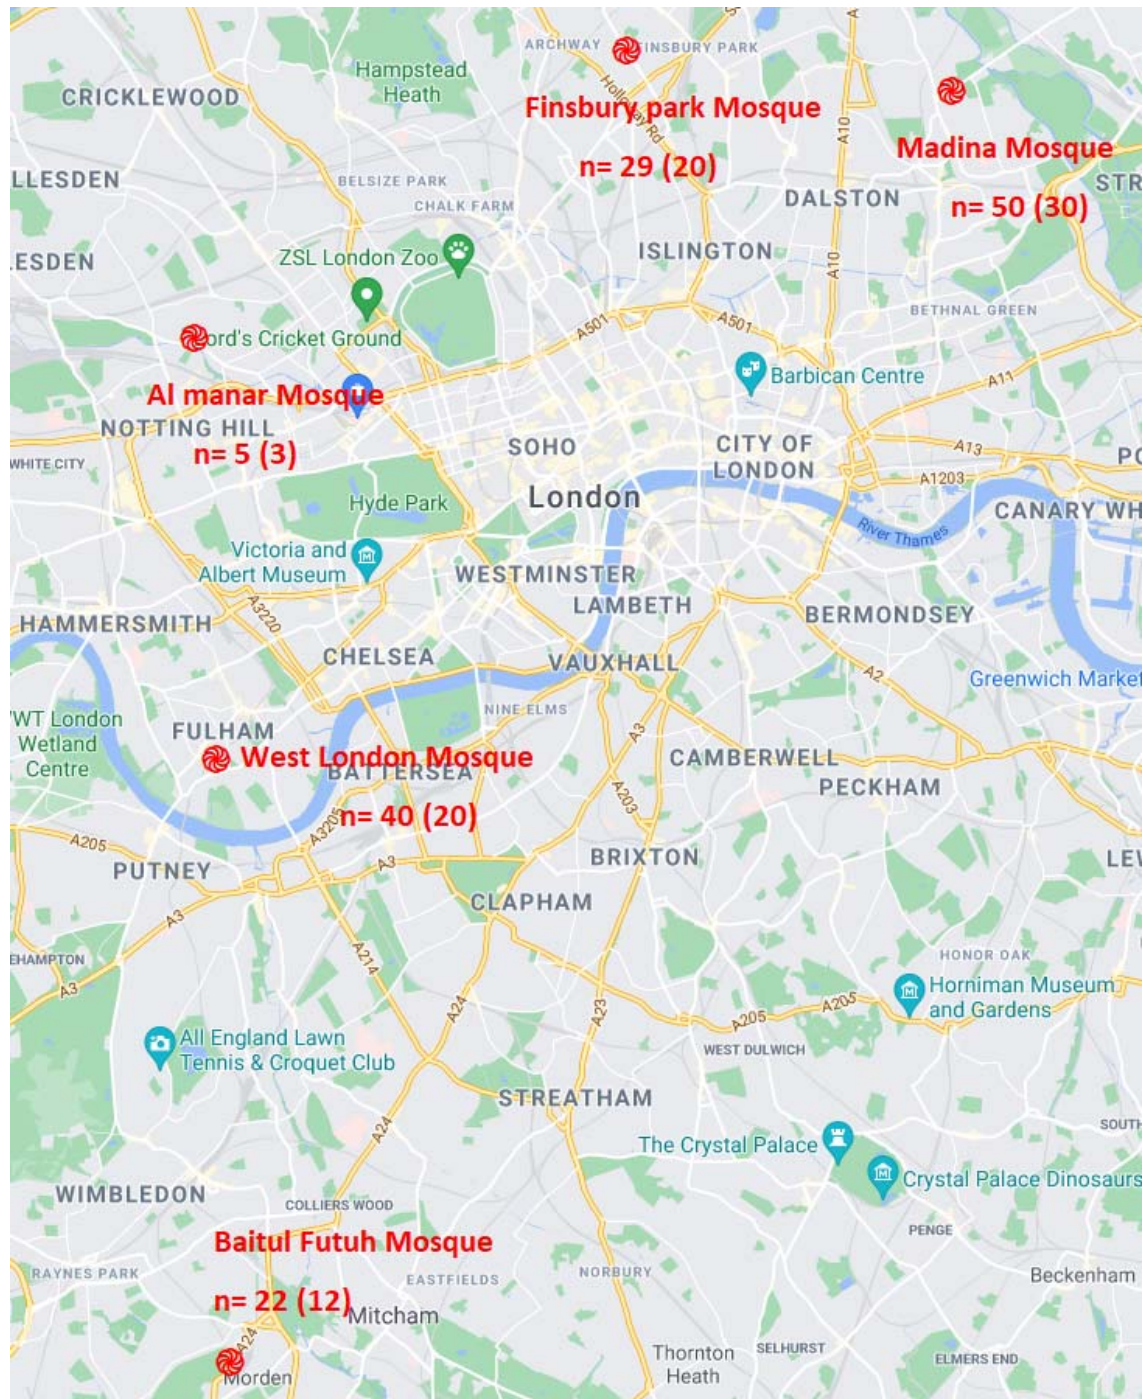 ARCHWAY
FINSBURY PARK
Hampstead
Heath
CRICKLEWOOD
Holloway Rd
Finsbury park Mosque
n= 29 (20)
A10
Madina Mosque
n= 50 (30)
LLESDEN
BELSIZE PARK
CHALK FARM
DALSTON
STR
ZSL London Zoo
ISLINGTON
LESDEN
A10
BETHNAL GREEN
A501
A501
ord's Cricket Ground
Al manar Mosque
n= 5 (3)
Barbican Centre
A11
NOTTING HILL
WHITE CITY
SOHO
CITY OF
LONDON
A13
PO
A1203
Hyde Park
London
River Thames
CANARY WH
Victoria and
Albert Museum
WESTMINSTER
LAMBETH
BERMONDSEY
A3220
HAMMERSMITH
CHELSEA
VAUXHALL
A2
Greenwich Market
NINE ELMS
WT London
Wetland
Centre
FULHAM
West London Mosque
n= 40 (20)
BATTERSEA
A3
CAMBERWELL
PECKHAM
A203
A3205
A205
PUTNEY
A3
BRIXTON
LEW
CLAPHAM
A3
EHAMPTON
A3
A214
A24
A23
HONOR OAK
Horniman Museum
and Gardens
A205
A205
All England Lawn
Tennis & Croquet Club
WEST DULWICH
STREATHAM
A24
The Crystal Palace
SOUTH
Crystal Palace Dinosaurs
WIMBLEDON
COLLIERS WOOD
PENGE
Baitul Futuh Mosque
n= 22 (12)
RAYNES PARK
EASTFIELDS
NORBURY
Beckenham
Mitcham
A24
Morden
Thornton
Heath
SELHURST
ELMERS END